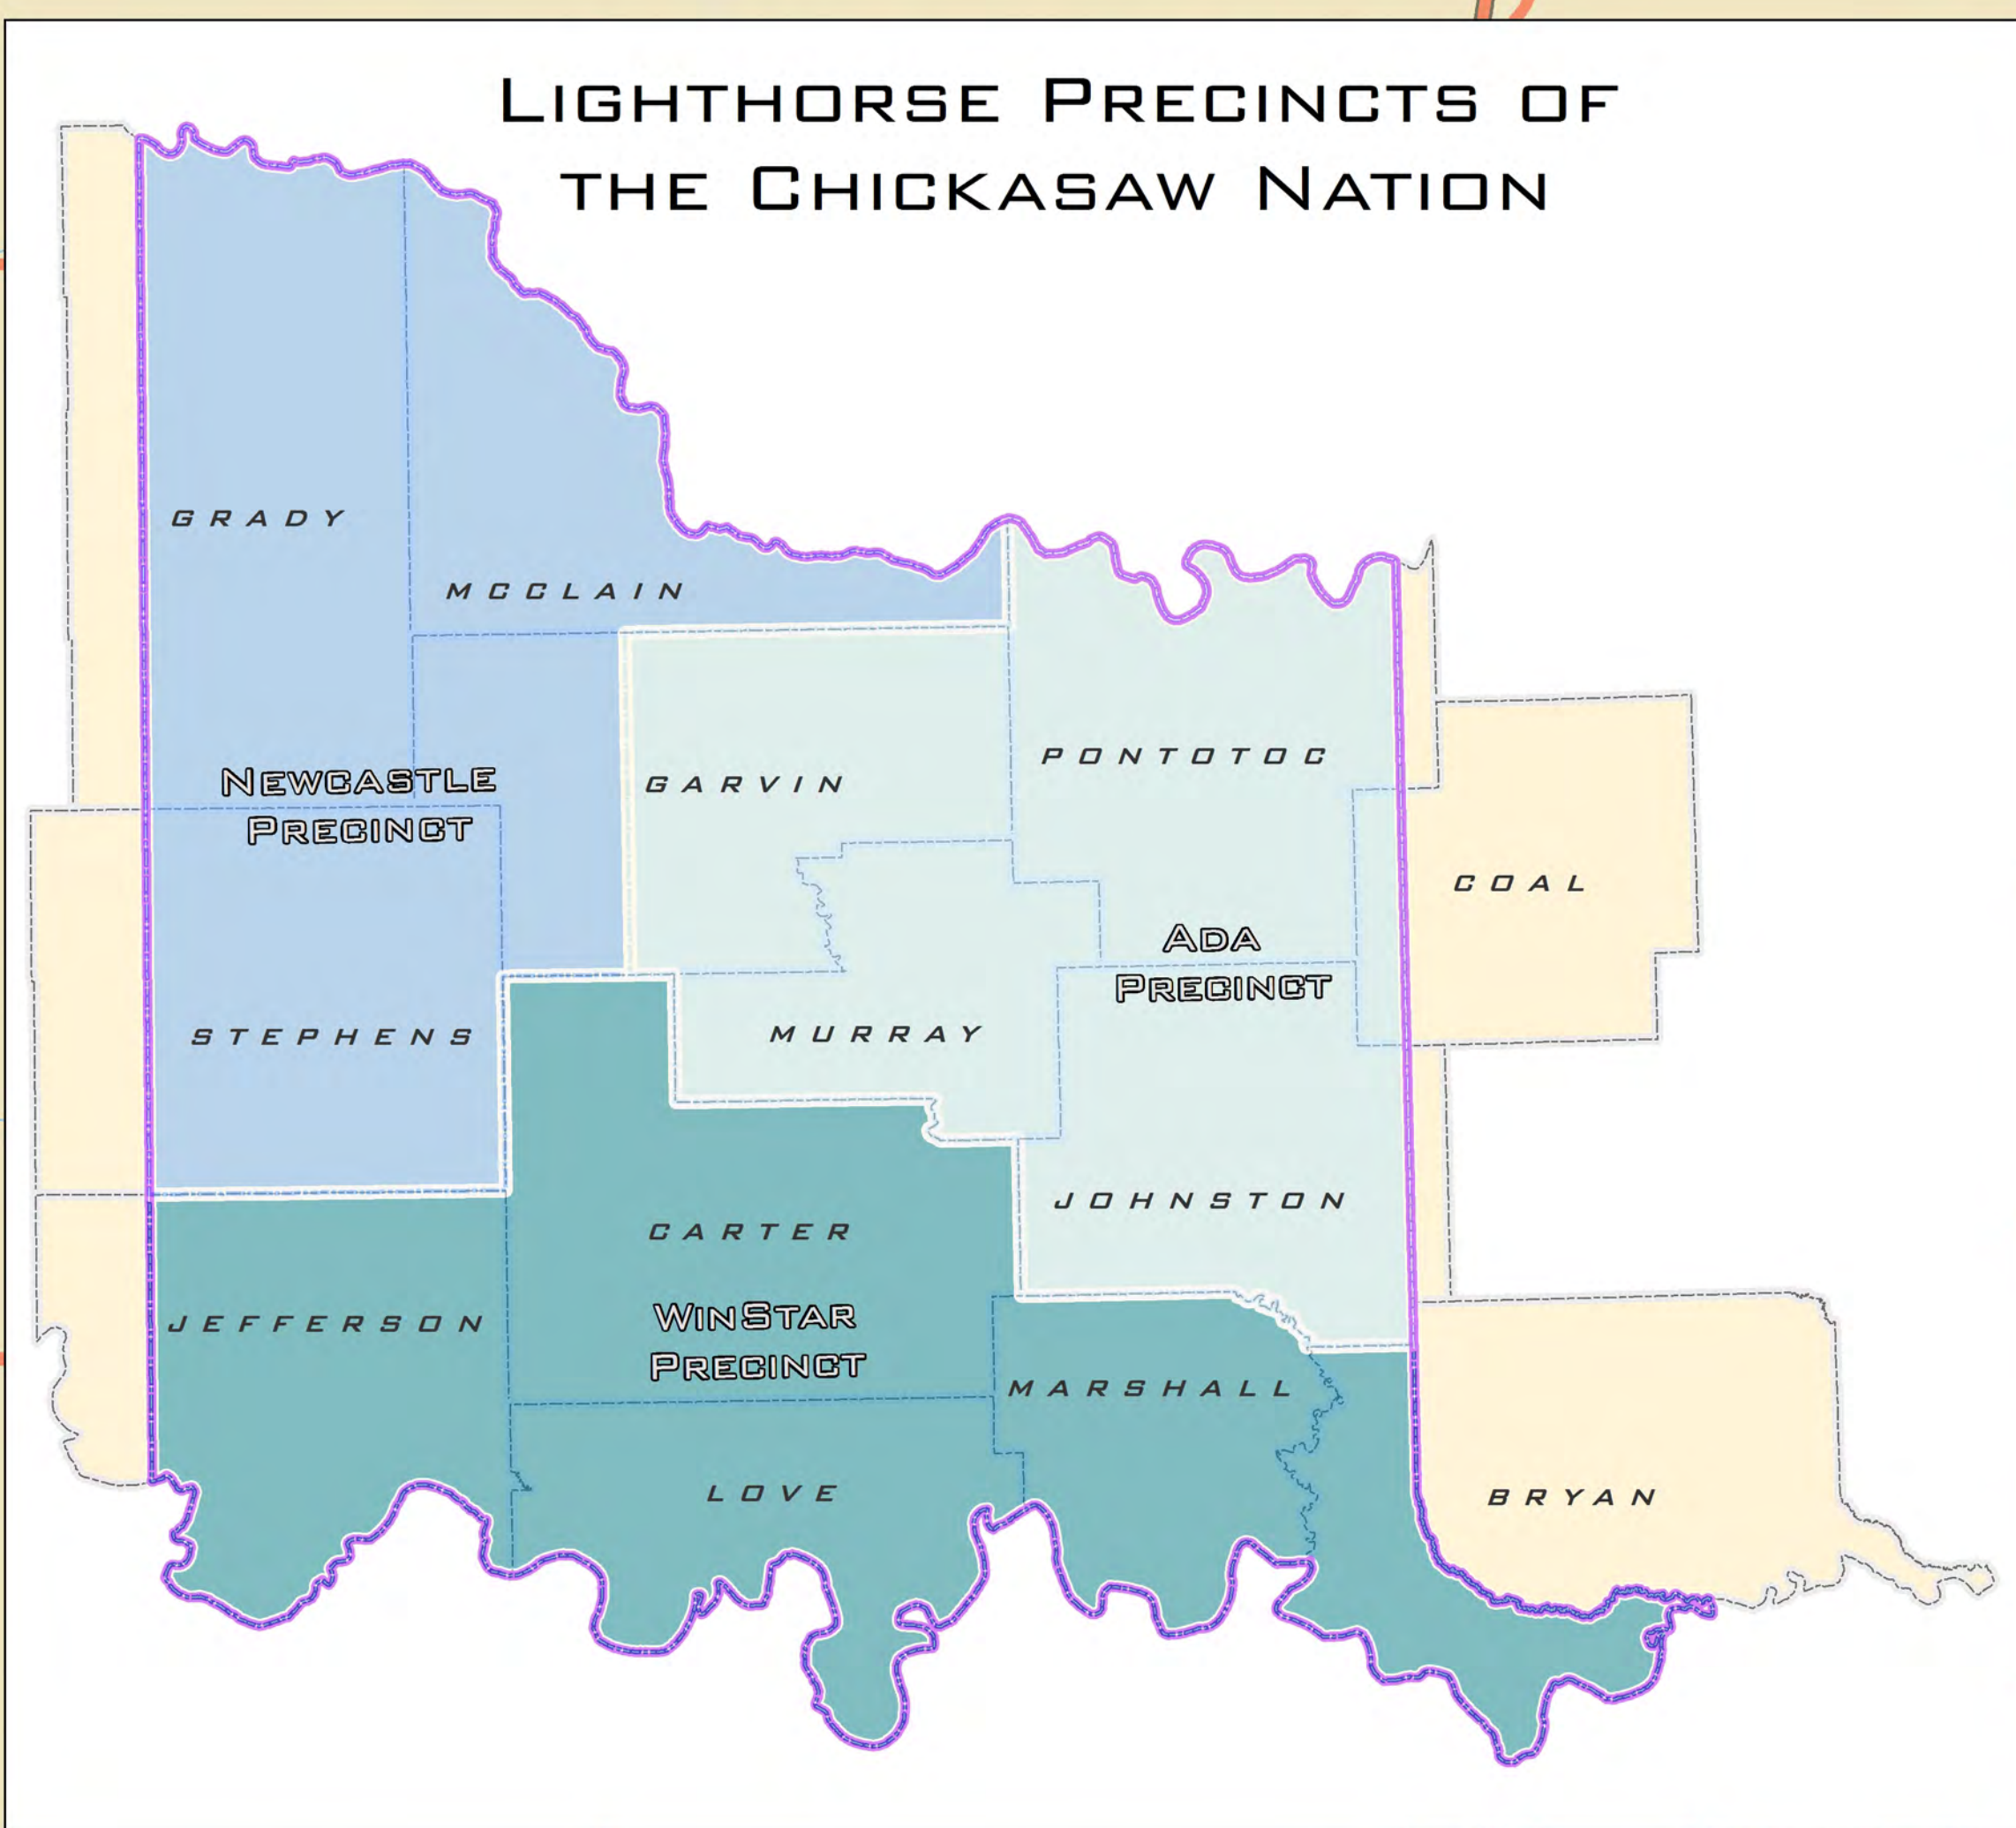 LIGHTHORSE PRECINCTS OF
THE CHICKASAW NATION
GRADY
MCCLAIN
PONTOTOC
NEWCASTLE
PRECINCT
GARVIN
COAL
ADA
PRECINCT
STEPHENS
MURRAY
JOHNSTON
CARTER
JEFFERSON
WINSTAR
PRECINCT
MARSHALL
LOVE
BRYAN